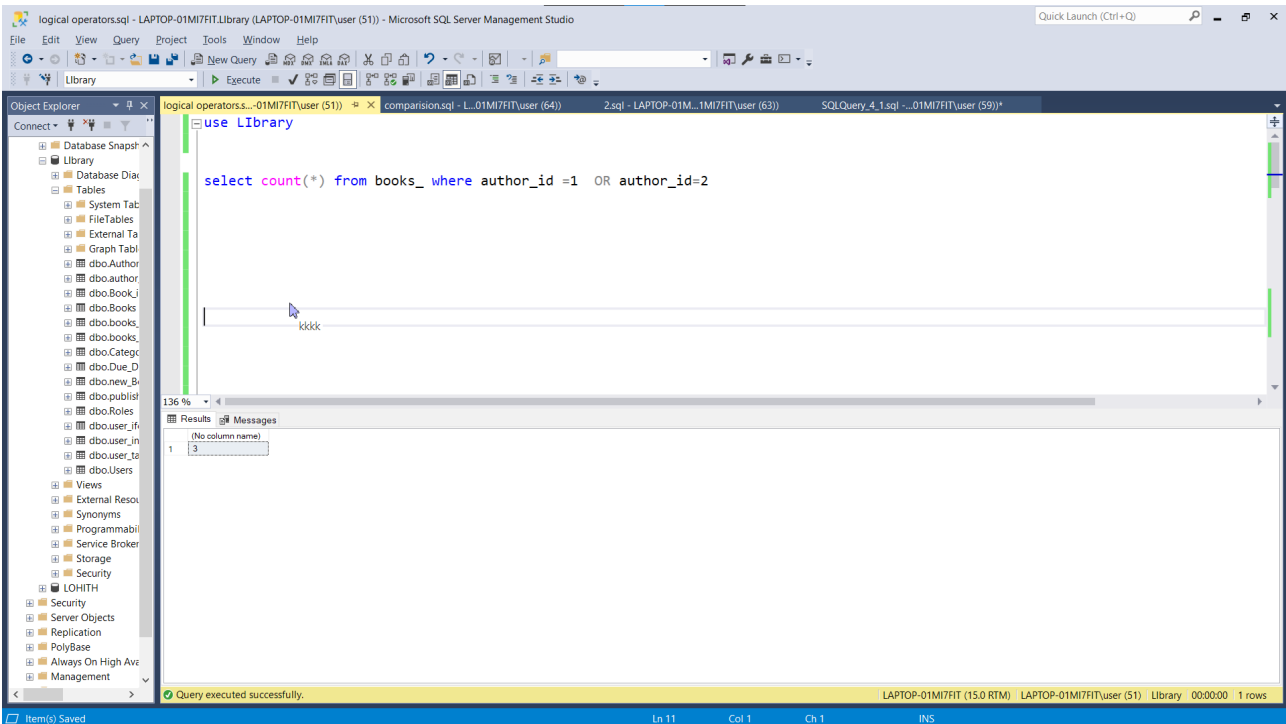 logical operators.sql - LAPTOP-01MI7FIT.LIbrary (LAPTOP-01MI7FIT\user (51)) - Microsoft SQL Server Management Studio
Quick Launch (Ctrl+Q)
File Edit View Query Project Tools Window Help
New Query MDX DMX XMLA DAX
LIbrary Execute
Object Explorer
logical operators.s...-01MI7FIT\user (51)) comparision.sql - L...01MI7FIT\user (64)) 2.sql - LAPTOP-01M...1MI7FIT\user (63)) SQLQuery_4_1.sql -...01MI7FIT\user (59))*
Connect
Database Snapsh
LIbrary
Database Diag
Tables
System Tab
FileTables
External Ta
Graph Tabl
dbo.Author
dbo.author_
dbo.Book_i
dbo.Books
dbo.books_
dbo.books_
dbo.Catego
dbo.Due_D
dbo.new_Bo
dbo.publish
dbo.Roles
dbo.user_ifo
dbo.user_in
dbo.user_ta
dbo.Users
Views
External Resou
Synonyms
Programmabil
Service Broker
Storage
Security
LOHITH
Security
Server Objects
Replication
PolyBase
Always On High Ava
Management
use LIbrary
select count(*) from books_ where author_id =1  OR author_id=2
kkkk
136 %
Results Messages
(No column name)
1 3
Query executed successfully.
LAPTOP-01MI7FIT (15.0 RTM) LAPTOP-01MI7FIT\user (51) LIbrary 00:00:00 1 rows
Item(s) Saved Ln 11 Col 1 Ch 1 INS